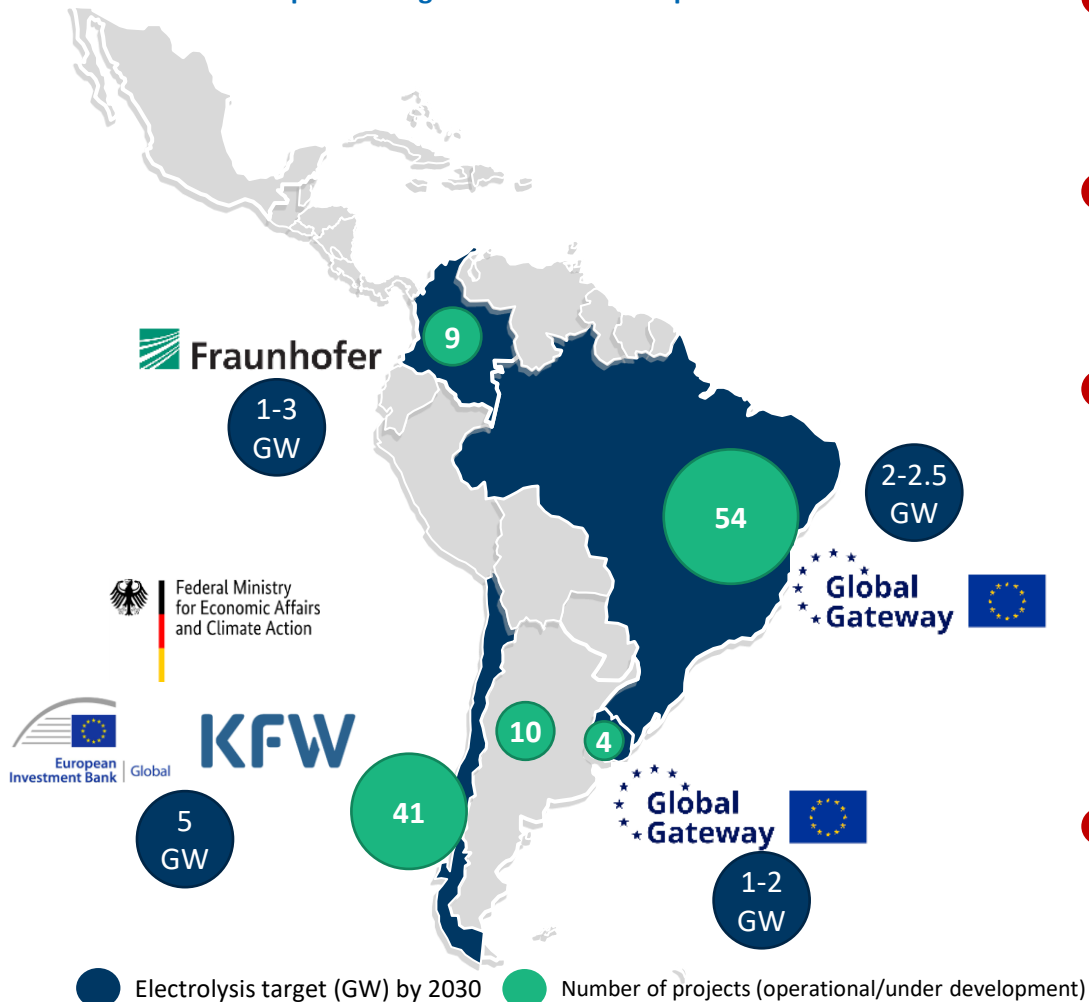 9
Fraunhofer
1-3
GW
2-2.5
GW
54
Global
Gateway
Federal Ministry
for Economic Affairs
and Climate Action
10
4
European
Investment Bank | Global
KFW
41
Global
Gateway
5
GW
1-2
GW
Electrolysis target (GW) by 2030
Number of projects (operational/under development)